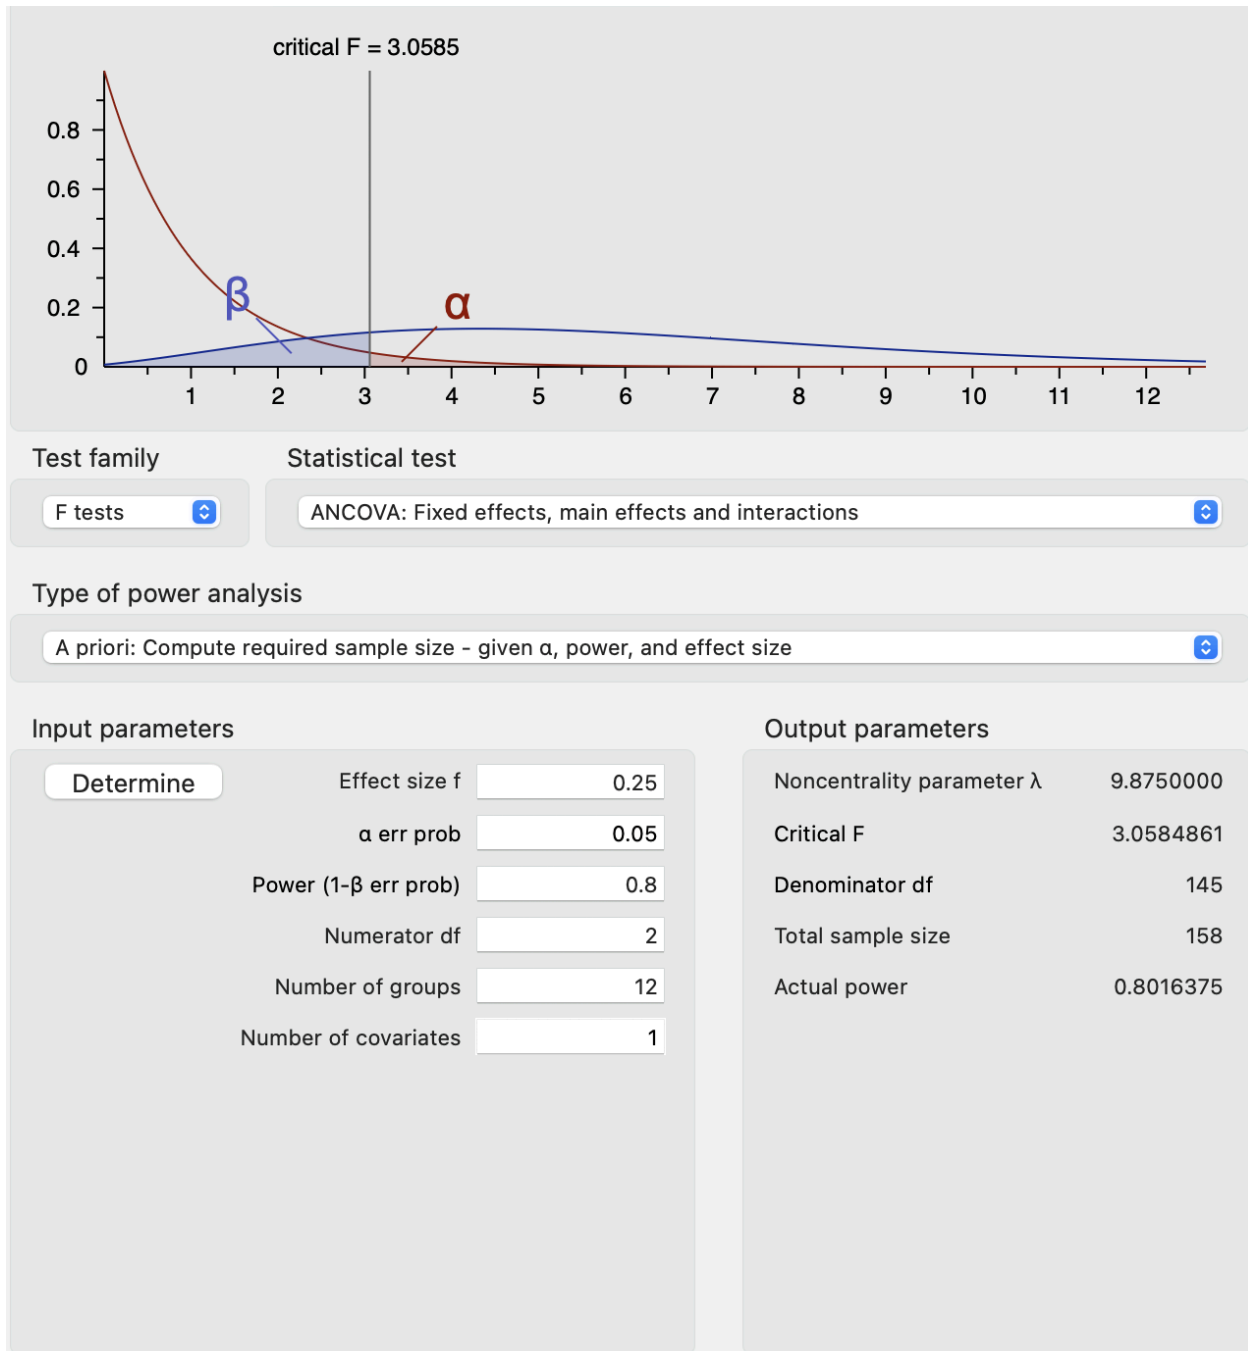 critical F = 3.0585
0.8
0.6
0.4
0.2
0
β
α
1 2 3 4 5 6 7 8 9 10 11 12
Test family Statistical test
F tests ANCOVA: Fixed effects, main effects and interactions
Type of power analysis
A priori: Compute required sample size - given α, power, and effect size
Input parameters Output parameters
Determine Effect size f 0.25 Noncentrality parameter λ 9.8750000
α err prob 0.05 Critical F 3.0584861
Power (1-β err prob) 0.8 Denominator df 145
Numerator df 2 Total sample size 158
Number of groups 12 Actual power 0.8016375
Number of covariates 1